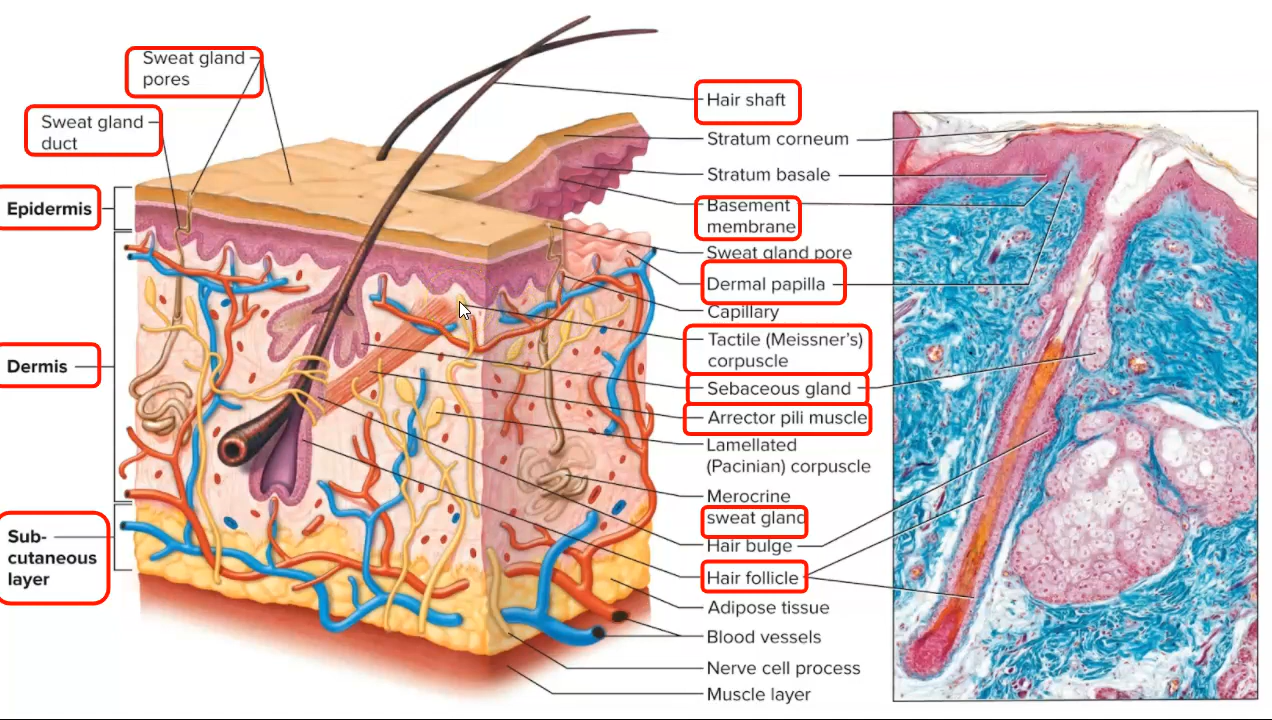 Sweat gland
pores
Sweat gland
duct
Epidermis
Dermis
Sub-
cutaneous
layer
Hair shaft
Stratum corneum
Stratum basale
Basement
membrane
Sweat gland pore
Dermal papilla
Capillary
Tactile (Meissner's)
corpuscle
Sebaceous gland
Arrector pili muscle
Lamellated
(Pacinian) corpuscle
Merocrine
sweat gland
Hair bulge
Hair follicle
Adipose tissue
Blood vessels
Nerve cell process
Muscle layer